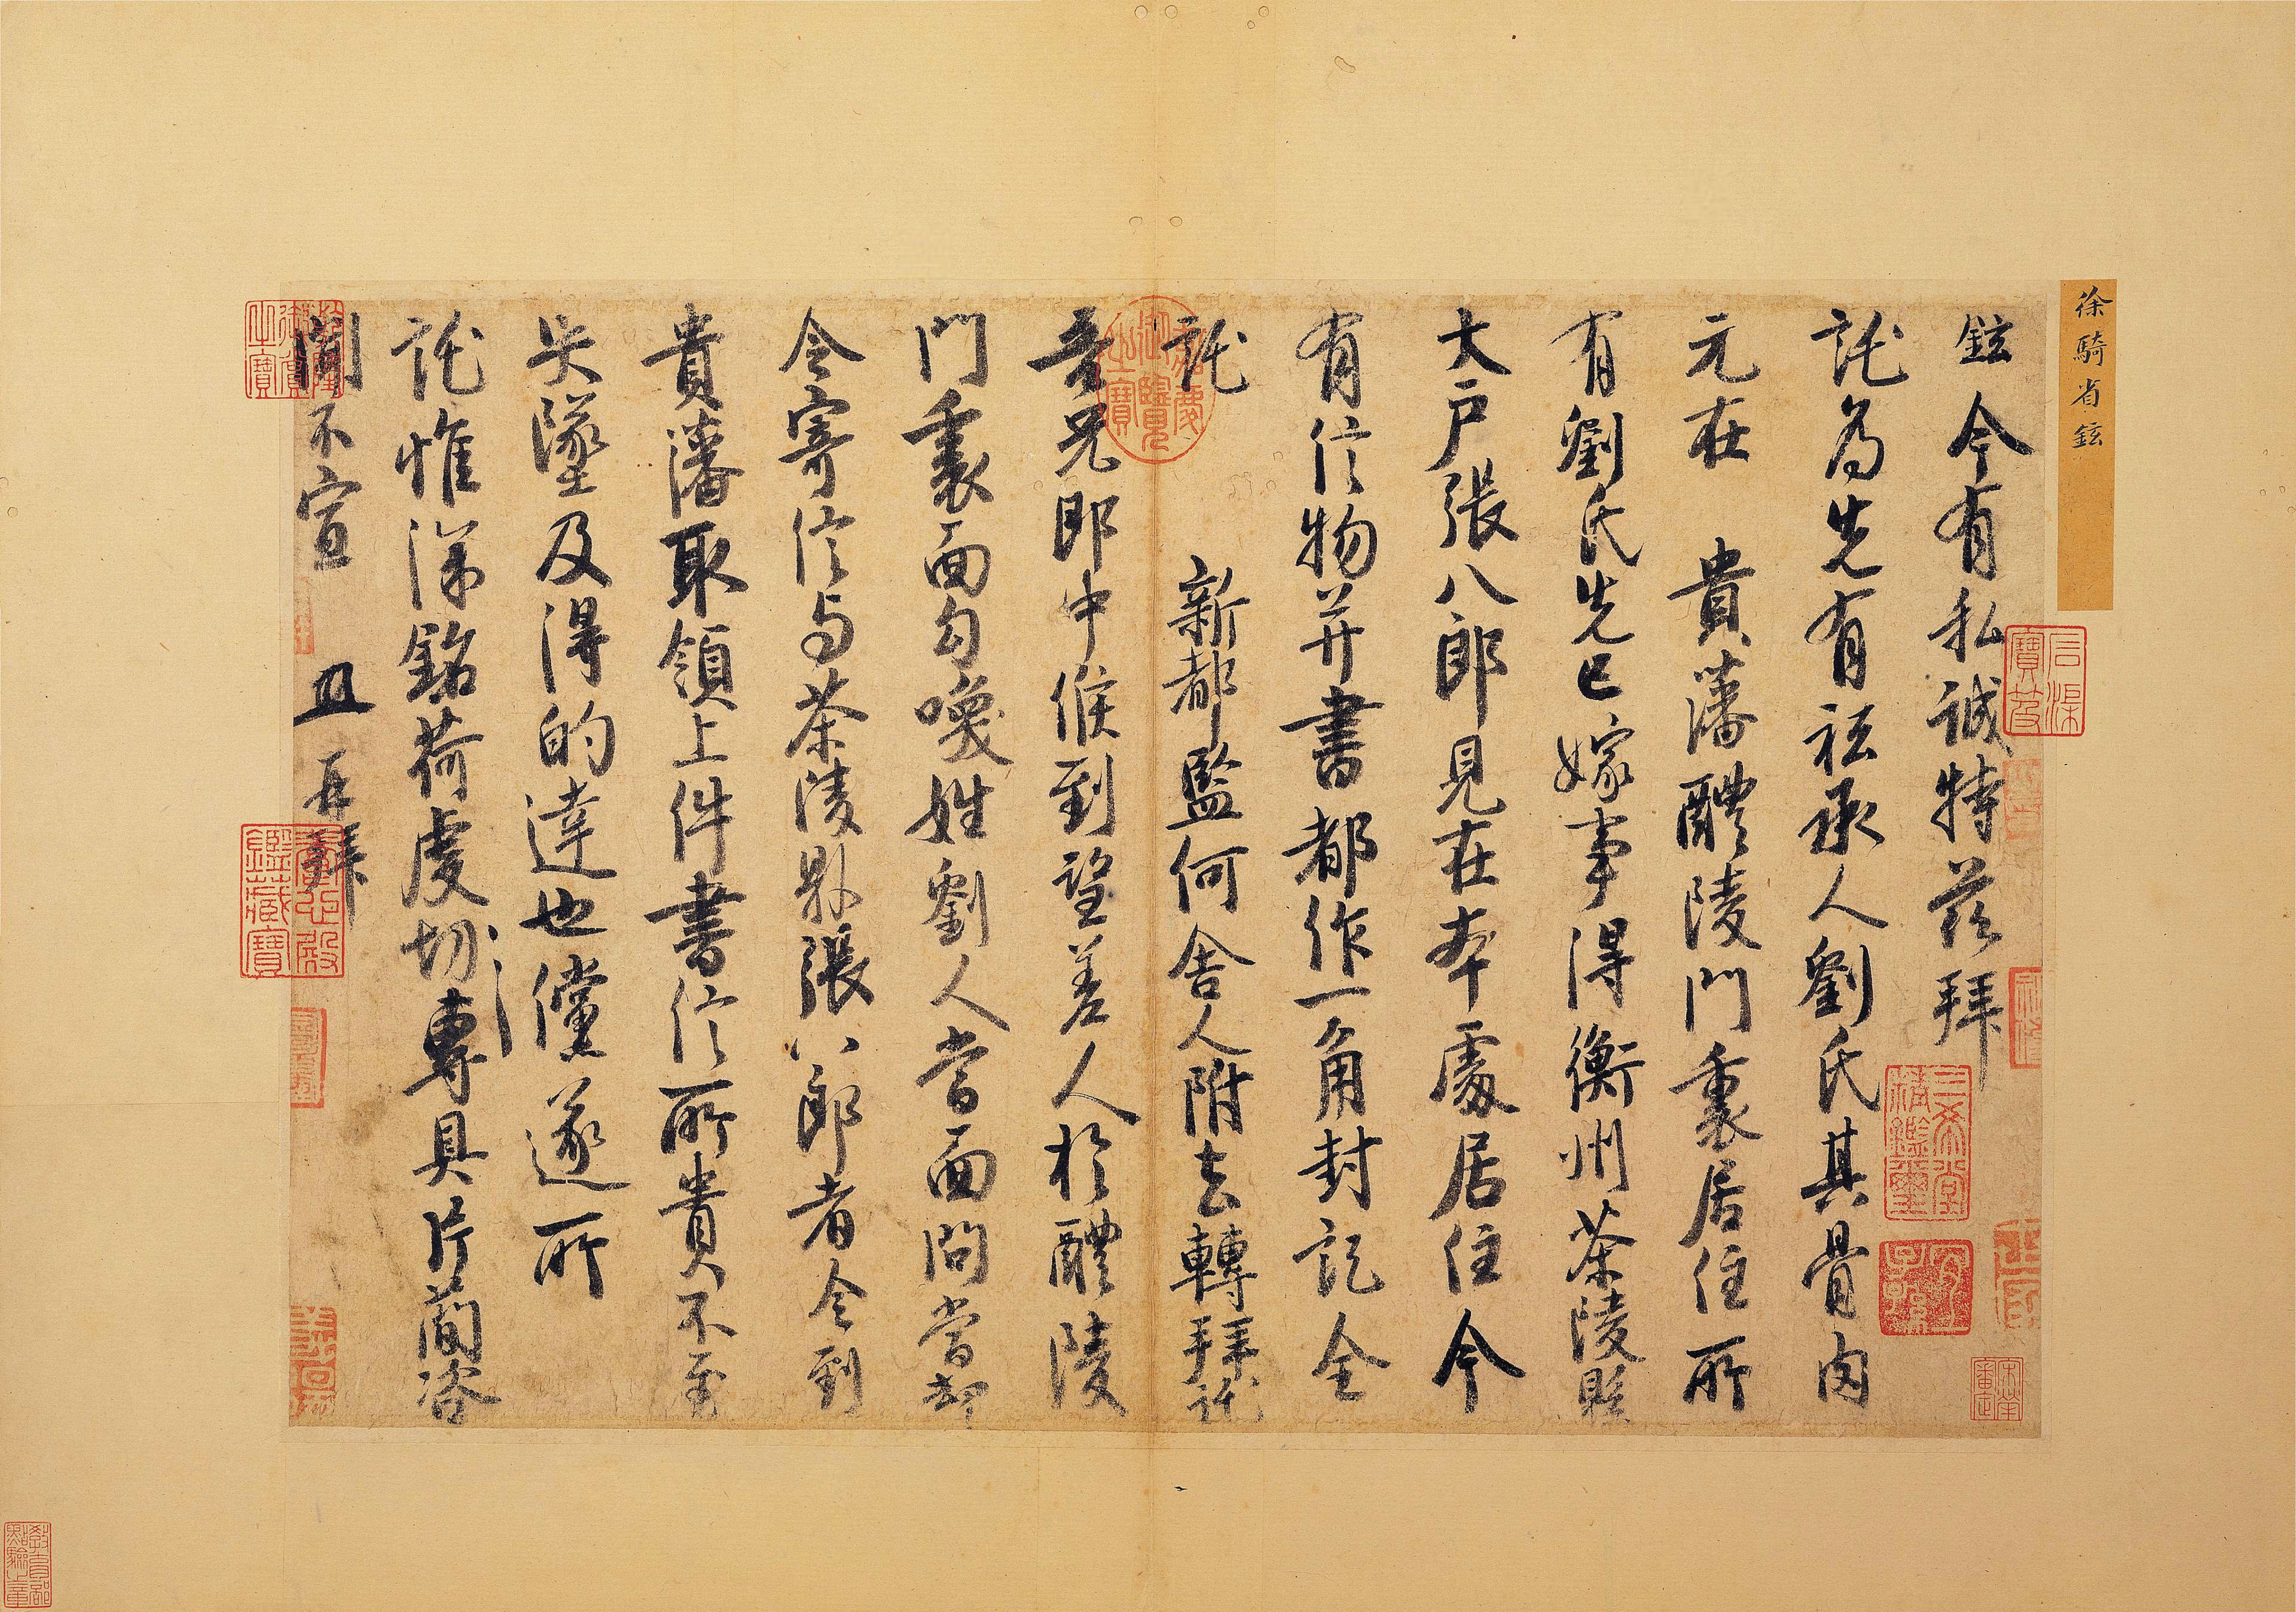 徐騎省鉉
鉉今有私誠特茲拜
託為先有祗承人劉氏其骨肉
元在 貴藩醴陵門裏居住所
有劉氏先已嫁事得衡州茶陵縣
大戶張八郎見在本處居住今
有信物并書都作一角封記全
託 新都監何舍人附去轉拜託
吾兄郎中候到望差人於醴陵
門裏面勾喚姓劉人當面問當卻
令寄信与茶陵縣張八郎者令到
貴藩取領上件書信所貴不至
失墜及得的達也儻遂所
託惟深銘荷虔切專具片簡咨
聞不宣 再拜